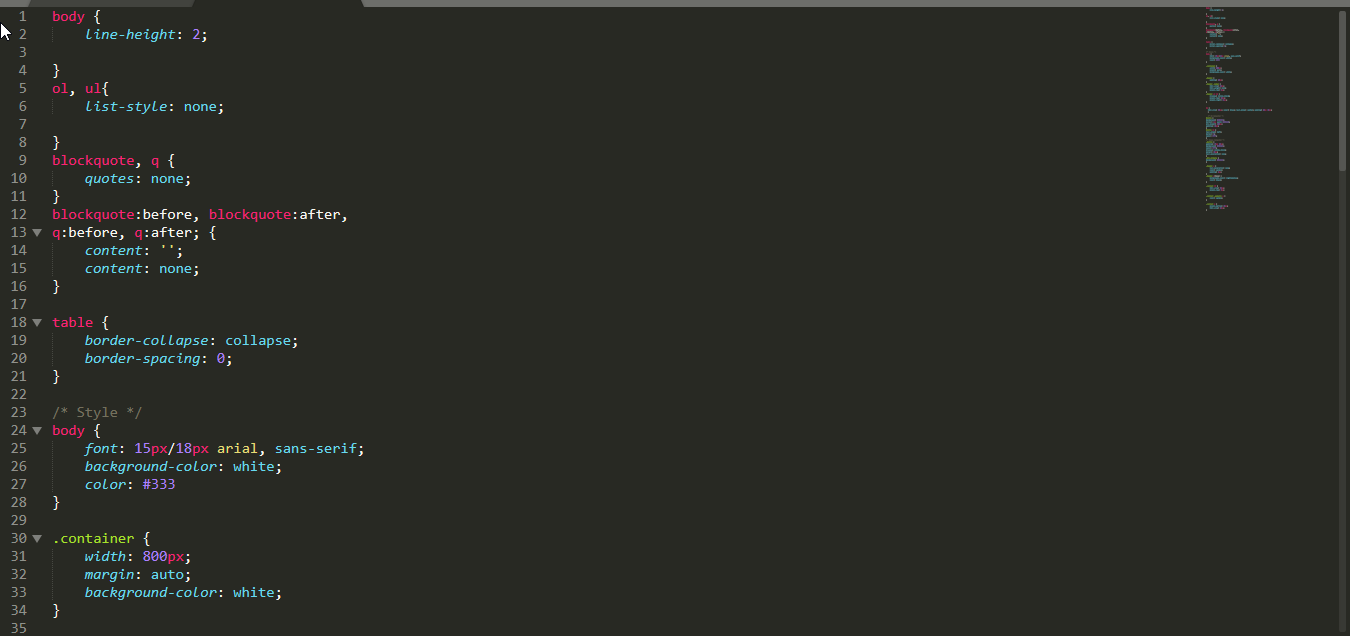 1 body {
2 line-height: 2;
3
4 }
5 ol, ul{
6 list-style: none;
7
8 }
9 blockquote, q {
10 quotes: none;
11 }
12 blockquote:before, blockquote:after,
13 q:before, q:after; {
14 content: '';
15 content: none;
16 }
17
18 table {
19 border-collapse: collapse;
20 border-spacing: 0;
21 }
22
23 /* Style */
24 body {
25 font: 15px/18px arial, sans-serif;
26 background-color: white;
27 color: #333
28 }
29
30 .container {
31 width: 800px;
32 margin: auto;
33 background-color: white;
34 }
35